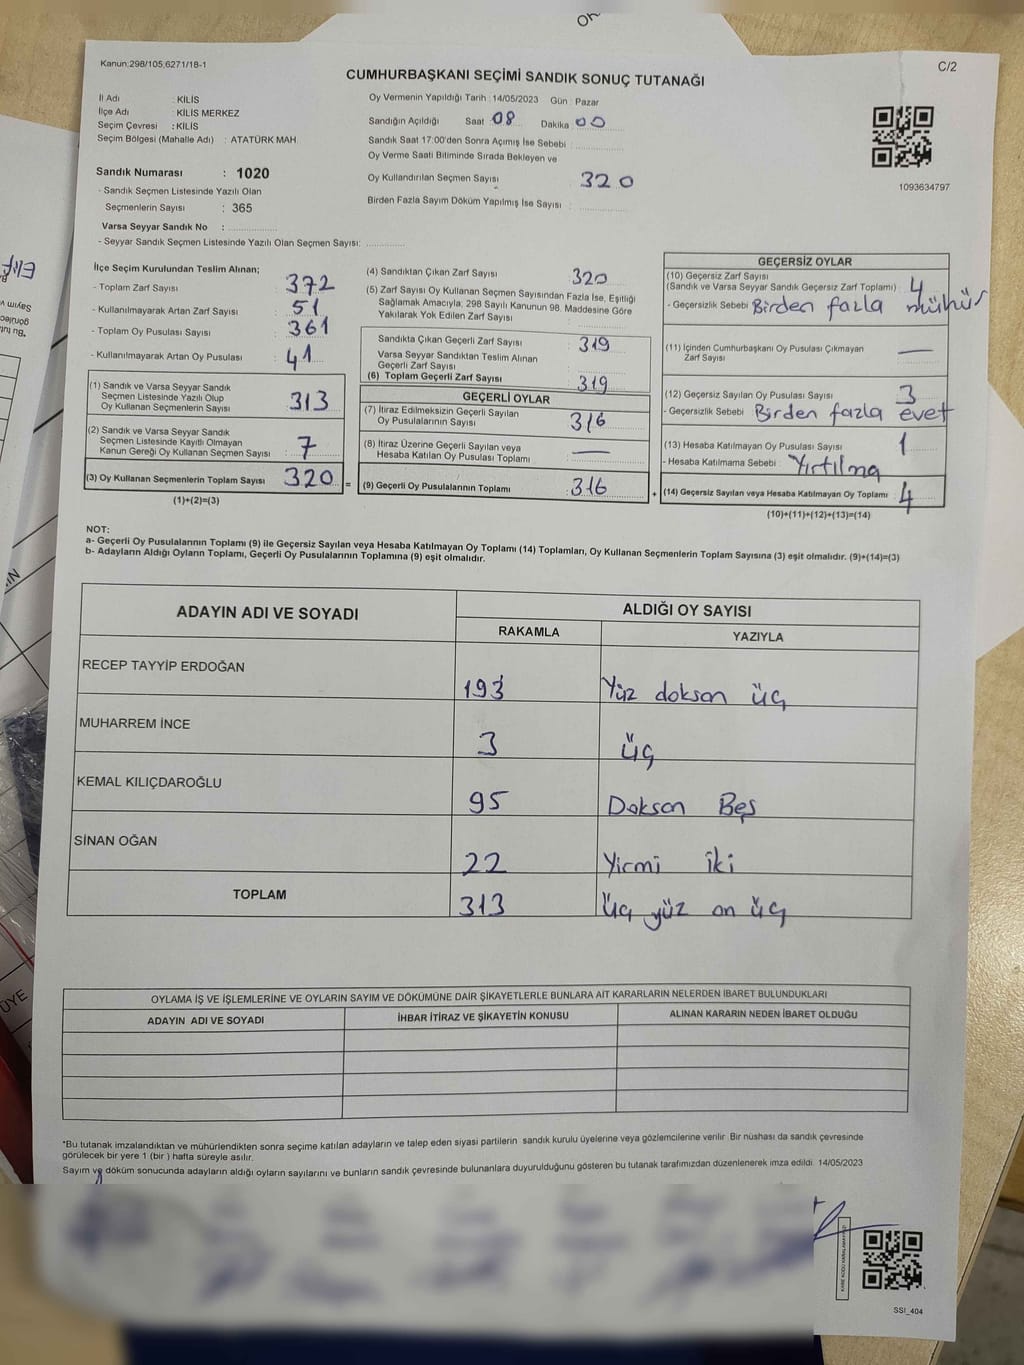 Kanun;298/105;6271/18-1
C/2
CUMHURBAŞKANI SEÇİMİ SANDIK SONUÇ TUTANAĞI
İl Adı : KİLİS
İlçe Adı : KİLİS MERKEZ
Seçim Çevresi : KİLİS
Seçim Bölgesi (Mahalle Adı) : ATATÜRK MAH.
Sandık Numarası : 1020
- Sandık Seçmen Listesinde Yazılı Olan
Seçmenlerin Sayısı : 365
Varsa Seyyar Sandık No :
- Seyyar Sandık Seçmen Listesinde Yazılı Olan Seçmen Sayısı:
Oy Vermenin Yapıldığı Tarih : 14/05/2023 Gün : Pazar
Sandığın Açıldığı Saat 08 Dakika 00
Sandık Saat 17:00'den Sonra Açımış İse Sebebi :
Oy Verme Saati Bitiminde Sırada Bekleyen ve
Oy Kullandırılan Seçmen Sayısı 320
Birden Fazla Sayım Döküm Yapılmış İse Sayısı :
1093634797
İlçe Seçim Kurulundan Teslim Alınan;
- Toplam Zarf Sayısı : 372
- Kullanılmayarak Artan Zarf Sayısı : 51
- Toplam Oy Pusulası Sayısı : 361
- Kullanılmayarak Artan Oy Pusulası : 41
(1) Sandık ve Varsa Seyyar Sandık
Seçmen Listesinde Yazılı Olup
Oy Kullanan Seçmenlerin Sayısı : 313
(2) Sandık ve Varsa Seyyar Sandık
Seçmen Listesinde Kayıtlı Olmayan
Kanun Gereği Oy Kullanan Seçmen Sayısı : 7
(3) Oy Kullanan Seçmenlerin Toplam Sayısı : 320 =
(1)+(2)=(3)
(4) Sandıktan Çıkan Zarf Sayısı 320
(5) Zarf Sayısı Oy Kullanan Seçmen Sayısından Fazla İse, Eşitliği
Sağlamak Amacıyla, 298 Sayılı Kanunun 98. Maddesine Göre
Yakılarak Yok Edilen Zarf Sayısı :
Sandıkta Çıkan Geçerli Zarf Sayısı : 319
Varsa Seyyar Sandıktan Teslim Alınan
Geçerli Zarf Sayısı :
(6) Toplam Geçerli Zarf Sayısı : 319
GEÇERLİ OYLAR
(7) İtiraz Edilmeksizin Geçerli Sayılan
Oy Pusulalarının Sayısı : 316
(8) İtiraz Üzerine Geçerli Sayılan veya
Hesaba Katılan Oy Pusulası Toplamı : —
(9) Geçerli Oy Pusulalarının Toplamı : 316 +
GEÇERSİZ OYLAR
(10) Geçersiz Zarf Sayısı
(Sandık ve Varsa Seyyar Sandık Geçersiz Zarf Toplamı) : 4
- Geçersizlik Sebebi : Birden fazla mühür
(11) İçinden Cumhurbaşkanı Oy Pusulası Çıkmayan
Zarf Sayısı : —
(12) Geçersiz Sayılan Oy Pusulası Sayısı : 3
- Geçersizlik Sebebi : Birden fazla evet
(13) Hesaba Katılmayan Oy Pusulası Sayısı : 1
- Hesaba Katılmama Sebebi : Yırtılma
(14) Geçersiz Sayılan veya Hesaba Katılmayan Oy Toplamı : 4
(10)+(11)+(12)+(13)=(14)
NOT:
a- Geçerli Oy Pusulalarının Toplamı (9) ile Geçersiz Sayılan veya Hesaba Katılmayan Oy Toplamı (14) Toplamları, Oy Kullanan Seçmenlerin Toplam Sayısına (3) eşit olmalıdır. (9)+(14)=(3)
b- Adayların Aldığı Oyların Toplamı, Geçerli Oy Pusulalarının Toplamına (9) eşit olmalıdır.
ADAYIN ADI VE SOYADI
ALDIĞI OY SAYISI
RAKAMLA YAZIYLA
RECEP TAYYİP ERDOĞAN 193 Yüz doksan üç
MUHARREM İNCE 3 üç
KEMAL KILIÇDAROĞLU 95 Doksan Beş
SİNAN OĞAN 22 Yirmi iki
TOPLAM 313 üç yüz on üç
OYLAMA İŞ VE İŞLEMLERİNE VE OYLARIN SAYIM VE DÖKÜMÜNE DAİR ŞİKAYETLERLE BUNLARA AİT KARARLARIN NELERDEN İBARET BULUNDUKLARI
ADAYIN ADI VE SOYADI İHBAR İTİRAZ VE ŞİKAYETİN KONUSU ALINAN KARARIN NEDEN İBARET OLDUĞU
*Bu tutanak imzalandıktan ve mühürlendikten sonra seçime katılan adayların ve talep eden siyasi partilerin sandık kurulu üyelerine veya gözlemcilerine verilir. Bir nüshası da sandık çevresinde
görülecek bir yere 1 (bir ) hafta süreyle asılır.
Sayım ve döküm sonucunda adayların aldığı oyların sayılarını ve bunların sandık çevresinde bulunanlara duyurulduğunu gösteren bu tutanak tarafımızdan düzenlenerek imza edildi. 14/05/2023
SSI_404